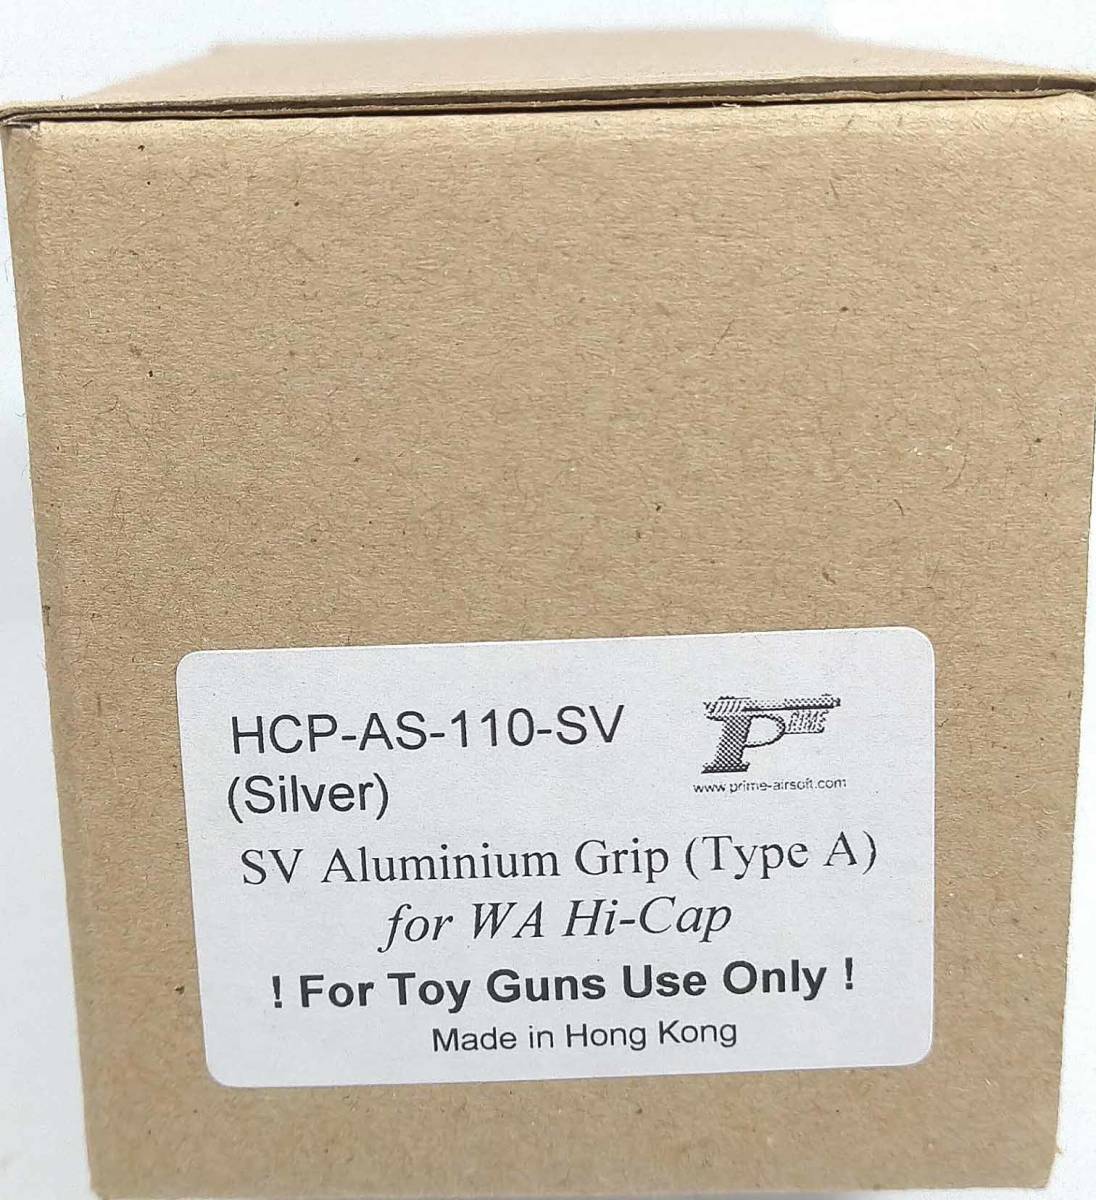 HCP-AS-110-SV
(Silver)
PRIME
www.prime-airsoft.com
SV Aluminium Grip (Type A)
for WA Hi-Cap
! For Toy Guns Use Only !
Made in Hong Kong